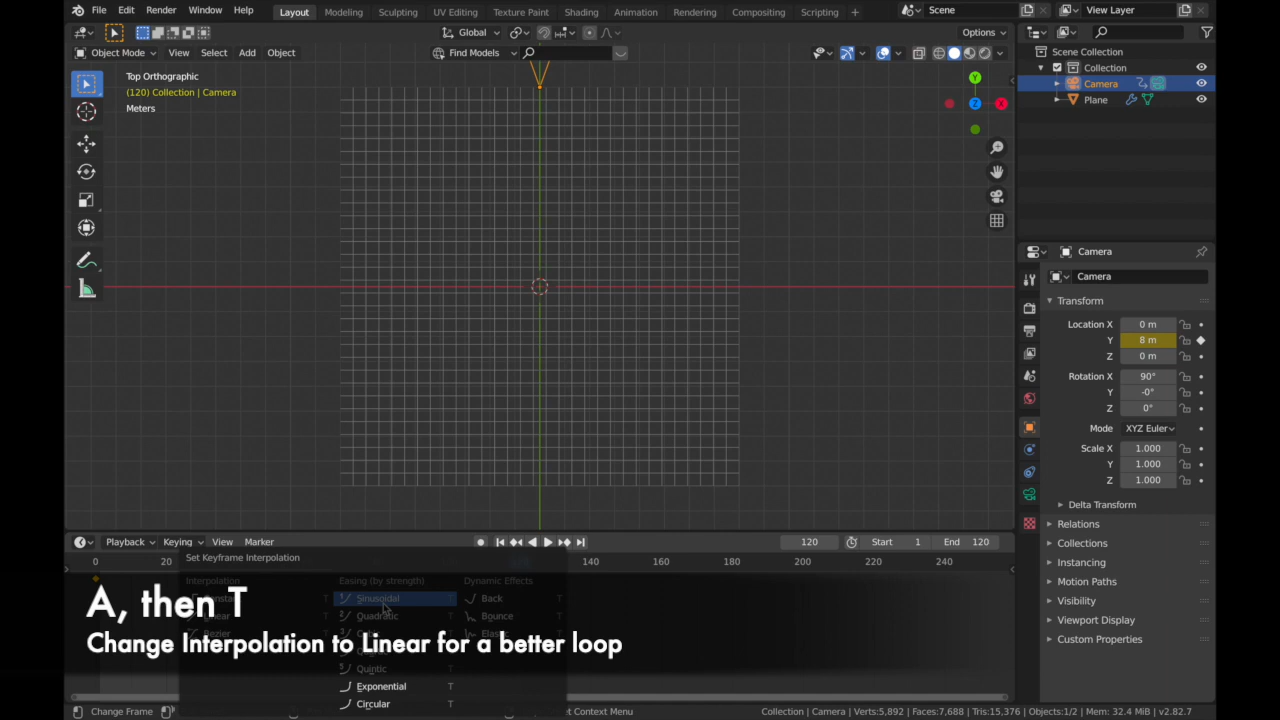 File Edit Render Window Help Layout Modeling Sculpting UV Editing Texture Paint Shading Animation Rendering Compositing Scripting + Scene View Layer
Global Options
Object Mode View Select Add Object Find Models
Scene Collection
Collection
Camera
Plane
Top Orthographic
(120) Collection | Camera
Meters
Y
Z X
Camera
Camera
Transform
Location X 0 m
Y 8 m
Z 0 m
Rotation X 90°
Y -0°
Z 0°
Mode XYZ Euler
Scale X 1.000
Y 1.000
Z 1.000
Delta Transform
Relations
Collections
Instancing
Motion Paths
Visibility
Viewport Display
Custom Properties
Playback Keying View Marker 120 Start 1 End 120
0 20 140 160 180 200 220 240
Set Keyframe Interpolation
Interpolation Easing (by strength) Dynamic Effects
Sinusoidal T Back T
Quadratic T Bounce T
Bezier
Quintic T
Exponential T
Circular T
A, then T
Change Interpolation to Linear for a better loop
Change Frame
Context Menu
Collection | Camera | Verts:5,892 | Faces:7,688 | Tris:15,376 | Objects:1/2 | Mem: 32.4 MiB | v2.82.7